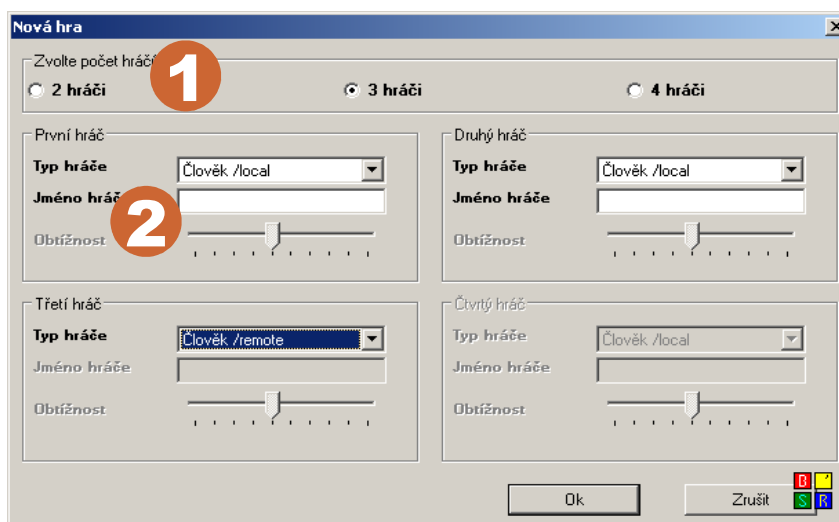 Nová hra
Zvolte počet hráčů
1
2 hráči
3 hráči
4 hráči
První hráč
Typ hráče
Člověk /local
Jméno hráče
2
Obtížnost
Druhý hráč
Typ hráče
Člověk /local
Jméno hráče
Obtížnost
Třetí hráč
Typ hráče
Člověk /remote
Jméno hráče
Obtížnost
Čtvrtý hráč
Typ hráče
Člověk /local
Jméno hráče
Obtížnost
Ok
Zrušit
B
S R